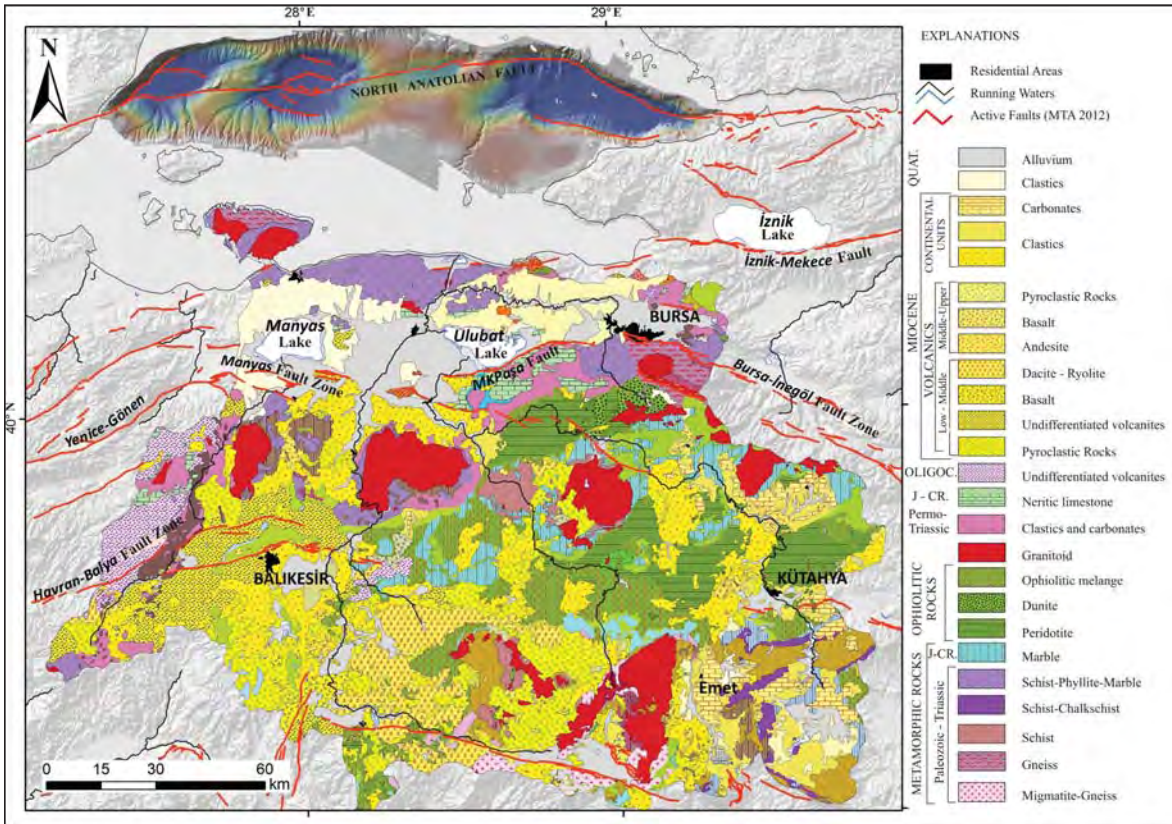 28°E
29°E
N
NORTH ANATOLIAN FAULT
İznik
Lake
İznik-Mekece Fault
BURSA
Manyas
Lake
Ulubat
Lake
Manyas Fault Zone
MKPaşa Fault
Bursa-İnegöl Fault Zone
Yenice-Gönen
40°N
Havran-Balya Fault Zone
BALIKESİR
KÜTAHYA
Emet
0 15 30 60
km
28°E
29°E
EXPLANATIONS
Residential Areas
Running Waters
Active Faults (MTA 2012)
QUAT.
Alluvium
Clastics
MIOCENE
CONTINENTAL
UNITS
Carbonates
Clastics
VOLCANICS
Middle-Upper
Pyroclastic Rocks
Basalt
Andesite
Low - Middle
Dacite - Ryolite
Basalt
Undifferentiated volcanites
Pyroclastic Rocks
OLIGOC.
Undifferentiated volcanites
J - CR.
Neritic limestone
Permo-
Triassic
Clastics and carbonates
Granitoid
OPHIOLITIC
ROCKS
Ophiolitic melange
Dunite
Peridotite
METAMORPHIC ROCKS
J-CR.
Marble
Paleozoic - Triassic
Schist-Phyllite-Marble
Schist-Chalkschist
Schist
Gneiss
Migmatite-Gneiss